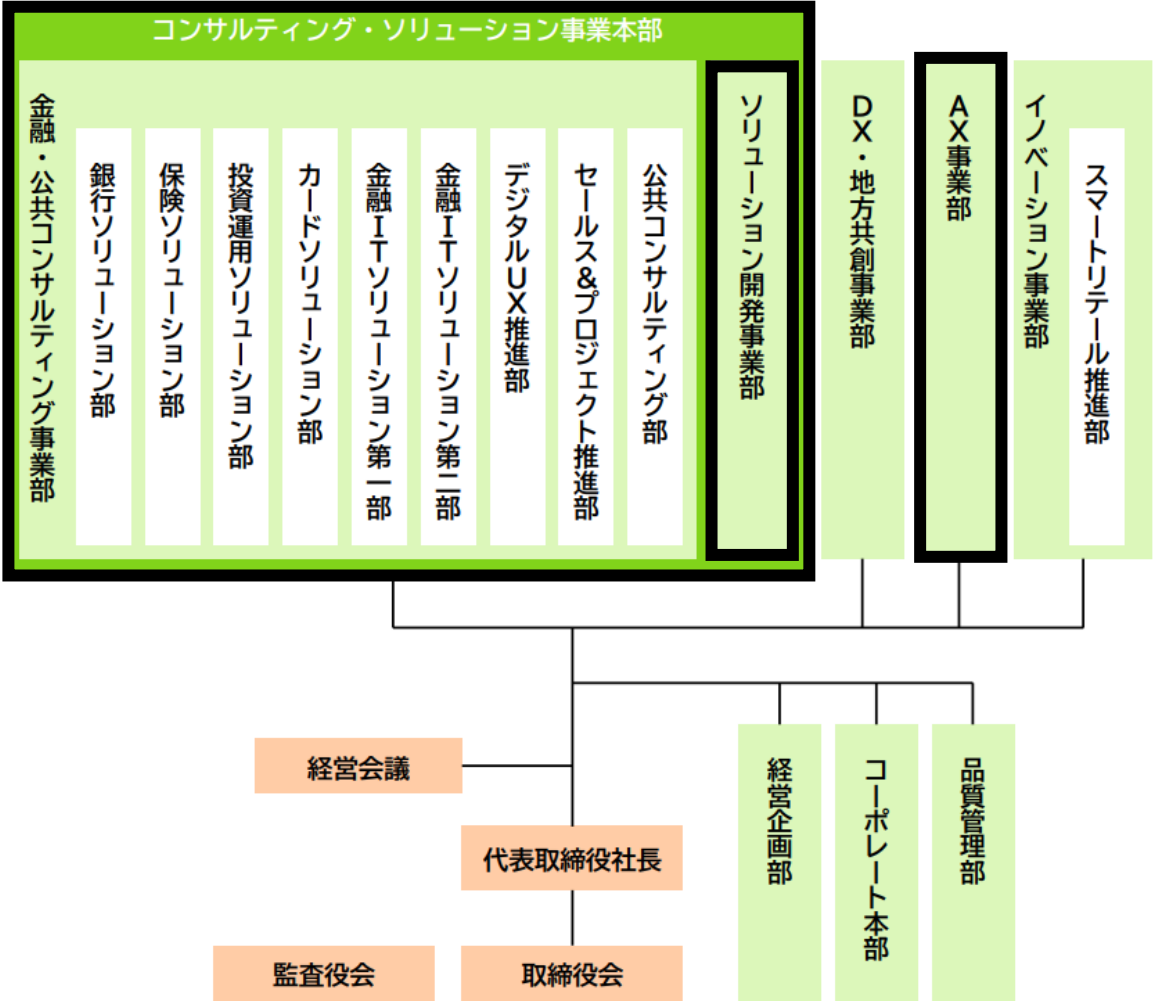 コンサルティング・ソリューション事業本部
金融・公共コンサルティング事業部
銀行ソリューション部
保険ソリューション部
投資運用ソリューション部
カードソリューション部
金融ITソリューション第一部
金融ITソリューション第二部
デジタルUX推進部
セールス&プロジェクト推進部
公共コンサルティング部
ソリューション開発事業部
DX・地方共創事業部
AX事業部
イノベーション事業部
スマートリテール推進部
経営会議
代表取締役社長
監査役会
取締役会
経営企画部
コーポレート本部
品質管理部